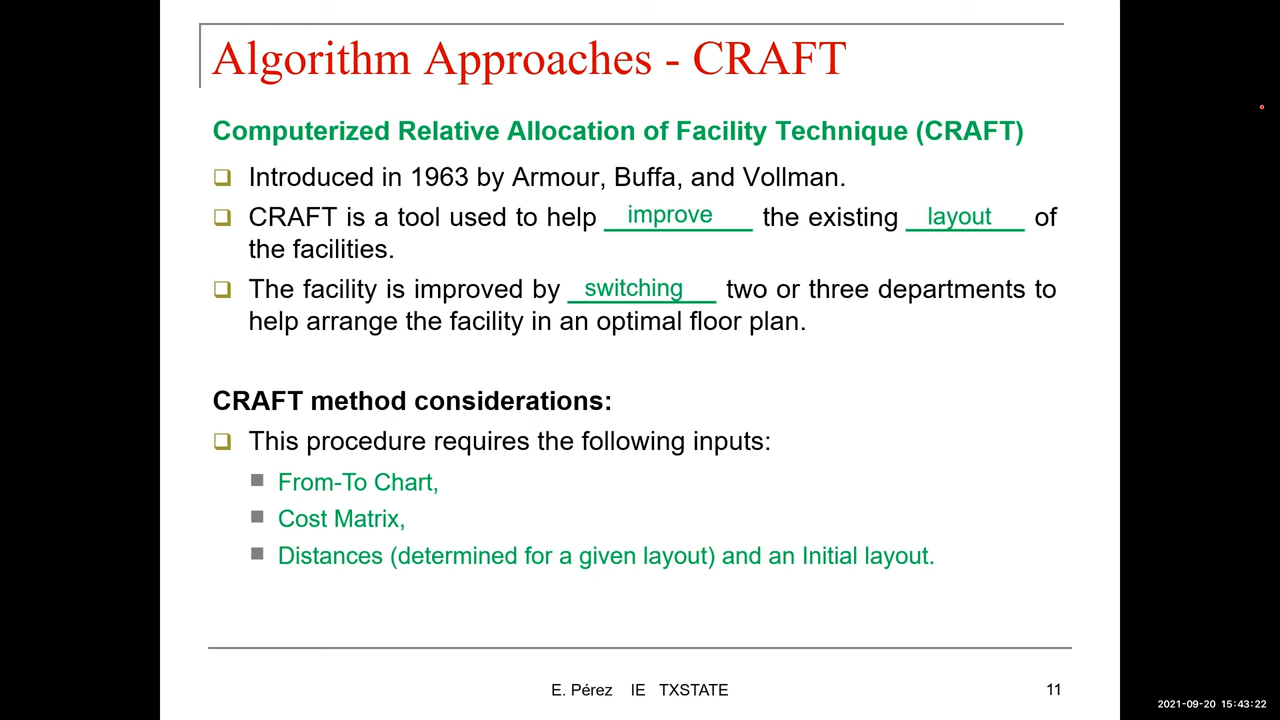 Algorithm Approaches - CRAFT
Computerized Relative Allocation of Facility Technique (CRAFT)
Introduced in 1963 by Armour, Buffa, and Vollman.
CRAFT is a tool used to help improve the existing layout of
the facilities.
The facility is improved by switching two or three departments to
help arrange the facility in an optimal floor plan.
CRAFT method considerations:
This procedure requires the following inputs:
From-To Chart,
Cost Matrix,
Distances (determined for a given layout) and an Initial layout.
E. Pérez IE TXSTATE 11
2021-09-20 15:43:22